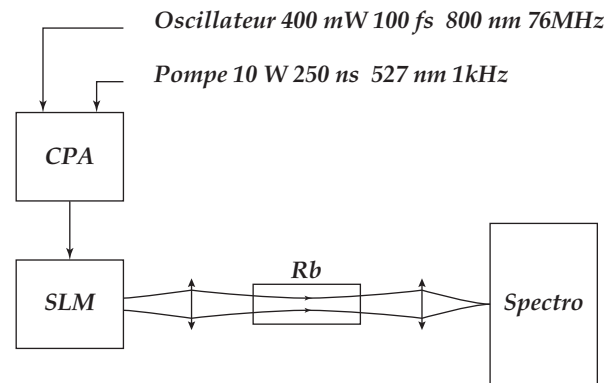 Oscillateur 400 mW 100 fs 800 nm 76MHz
Pompe 10 W 250 ns 527 nm 1kHz
CPA
SLM
Rb
Spectro